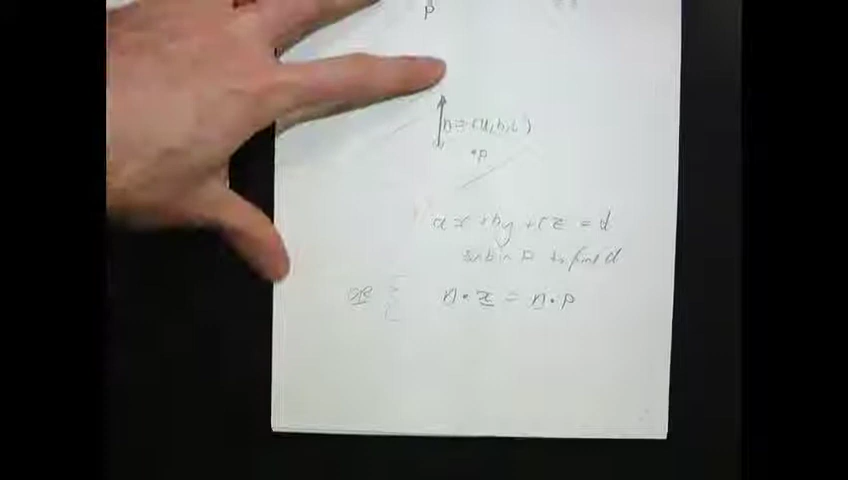 P
n = (a, b, c)
• P
ax + by + cz = d
sub in P to find d
n • x = n • p